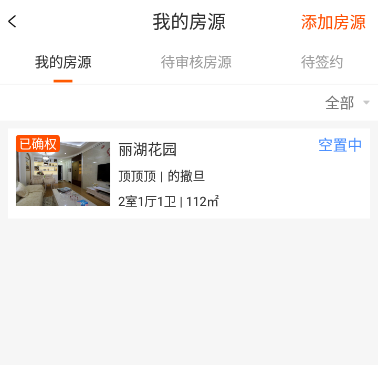 我的房源
添加房源
我的房源
待审核房源
待签约
全部
已确权
丽湖花园
空置中
顶顶顶 | 的撒旦
2室1厅1卫 | 112㎡